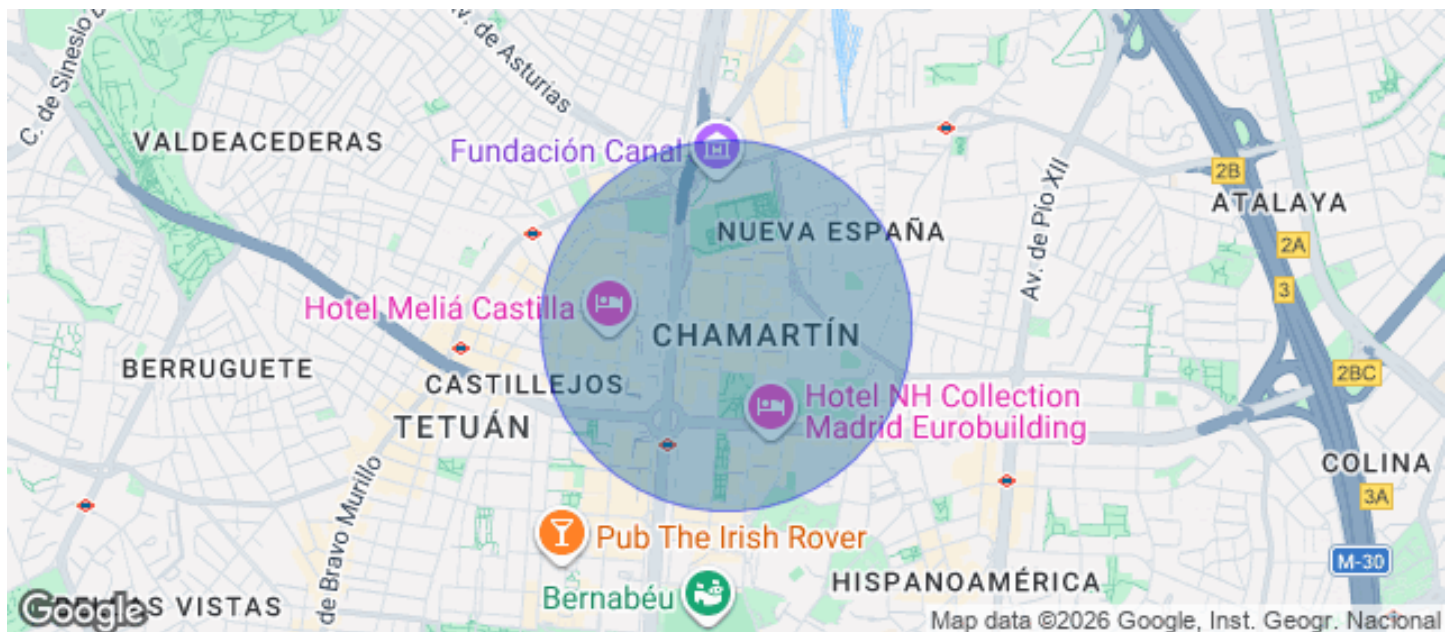 C. de Sinesio
Av. de Asturias
VALDEACEDERAS
Fundación Canal
Av. de Pío XII
2B
ATALAYA
NUEVA ESPAÑA
2A
3
Hotel Meliá Castilla
CHAMARTÍN
BERRUGUETE
CASTILLEJOS
2BC
Hotel NH Collection
Madrid Eurobuilding
TETUÁN
COLINA
3A
de Bravo Murillo
Pub The Irish Rover
M-30
HISPANOAMÉRICA
Bernabéu
VISTAS
Google
Map data ©2026 Google, Inst. Geogr. Nacional